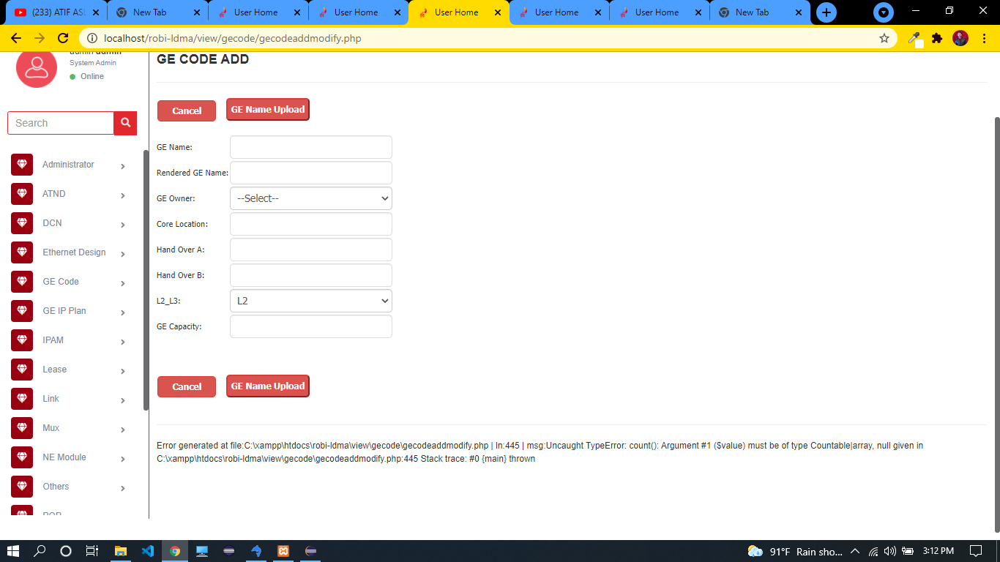 (233) ATIF ASL
New Tab
User Home
User Home
User Home
User Home
User Home
New Tab
localhost/robi-ldma/view/gecode/gecodeaddmodify.php
admin admin
System Admin
Online
Search
Administrator
ATND
DCN
Ethernet Design
GE Code
GE IP Plan
IPAM
Lease
Link
Mux
NE Module
Others
POP
GE CODE ADD
Cancel
GE Name Upload
GE Name:
Rendered GE Name:
GE Owner:
--Select--
Core Location:
Hand Over A:
Hand Over B:
L2_L3:
L2
GE Capacity:
Cancel
GE Name Upload
Error generated at file:C:\xampp\htdocs\robi-ldma\view\gecode\gecodeaddmodify.php | ln:445 | msg:Uncaught TypeError: count(): Argument #1 ($value) must be of type Countable|array, null given in
C:\xampp\htdocs\robi-ldma\view\gecode\gecodeaddmodify.php:445 Stack trace: #0 {main} thrown
91°F Rain sho...
3:12 PM